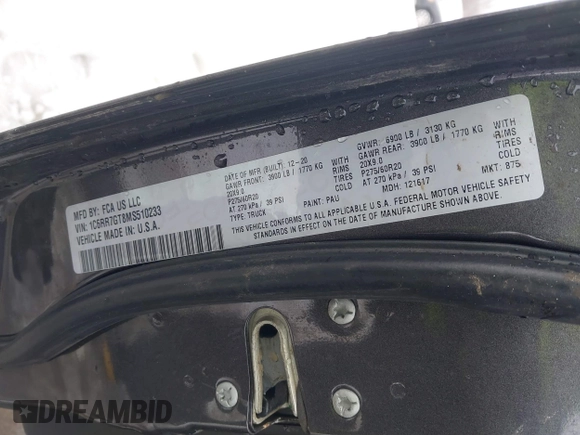 MFD BY: FCA US LLC
DATE OF MFR (BUILT): 12-20
GVWR: 6900 LB / 3130 KG
GAWR FRONT: 3900 LB / 1770 KG WITH
GAWR REAR: 3900 LB / 1770 KG WITH
20X9.0 RIMS
20X9.0 RIMS
P275/60R20 TIRES
P275/60R20 TIRES
AT 270 kPa / 39 PSI
AT 270 kPa / 39 PSI
VIN: 1C6RR7GT8MS510233
TYPE: TRUCK
PAINT: PAU
MDH: 121617
MKT: 875
VEHICLE MADE IN: U.S.A.
THIS VEHICLE CONFORMS TO ALL APPLICABLE U.S.A. FEDERAL MOTOR VEHICLE SAFETY
STANDARDS IN EFFECT ON THE DATE OF MANUFACTURE SHOWN ABOVE.
DREAMBID